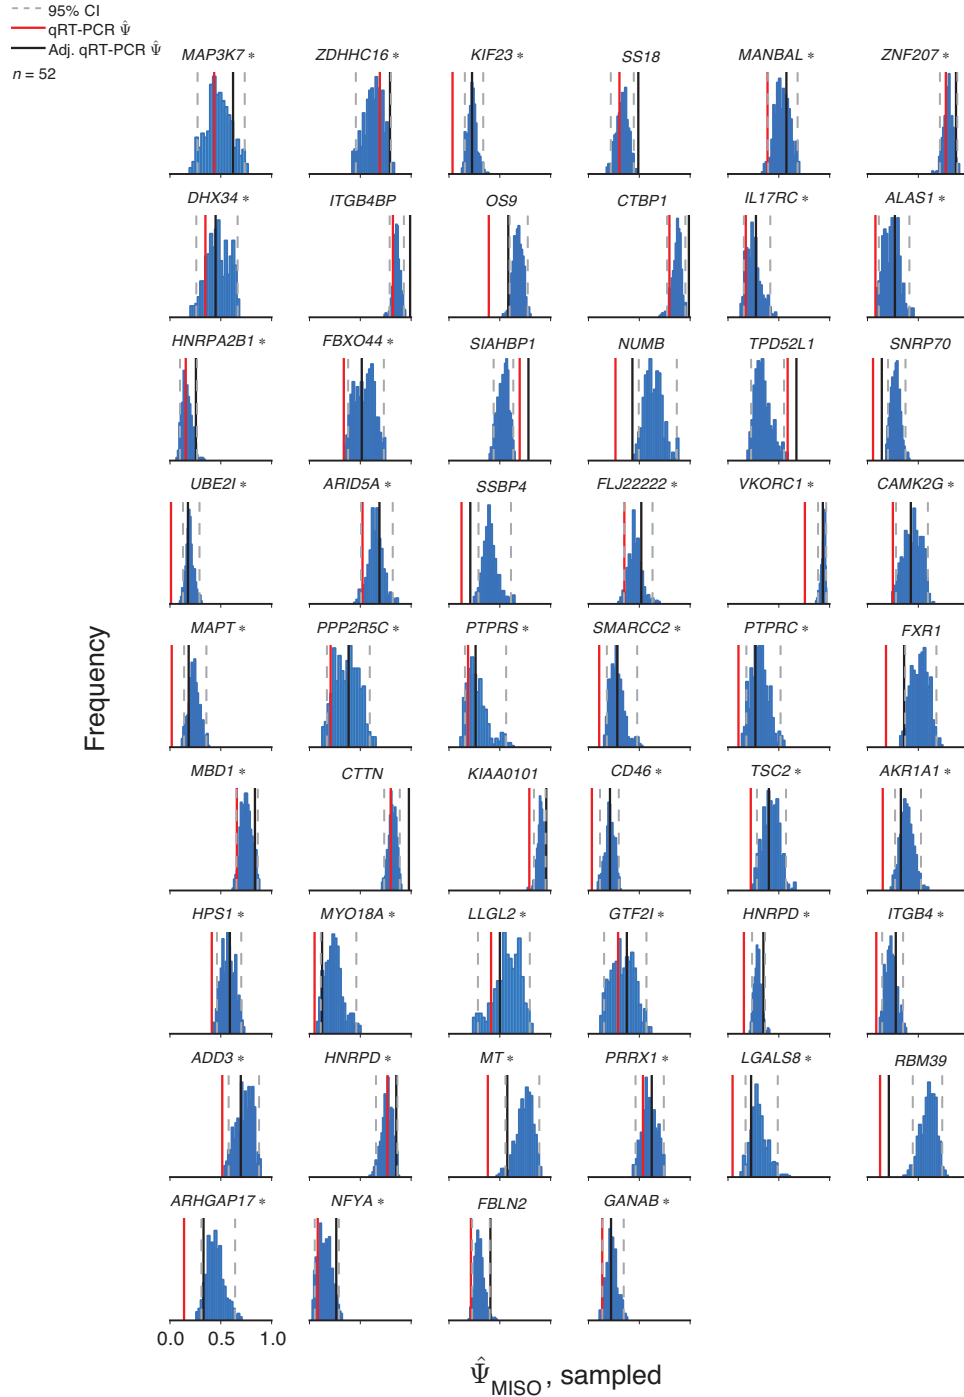 95% CI
qRT-PCR Ψ̂
Adj. qRT-PCR Ψ̂
n = 52
MAP3K7 * ZDHHC16 * KIF23 * SS18 MANBAL * ZNF207 *
DHX34 * ITGB4BP OS9 CTBP1 IL17RC * ALAS1 *
HNRPA2B1 * FBXO44 * SIAHBP1 NUMB TPD52L1 SNRP70
UBE2I * ARID5A * SSBP4 FLJ22222 * VKORC1 * CAMK2G *
MAPT * PPP2R5C * PTPRS * SMARCC2 * PTPRC * FXR1
MBD1 * CTTN KIAA0101 CD46 * TSC2 * AKR1A1 *
HPS1 * MYO18A * LLGL2 * GTF2I * HNRPD * ITGB4 *
ADD3 * HNRPD * MT * PRRX1 * LGALS8 * RBM39
ARHGAP17 * NFYA * FBLN2 GANAB *
Frequency
0.0 0.5 1.0
Ψ̂MISO, sampled